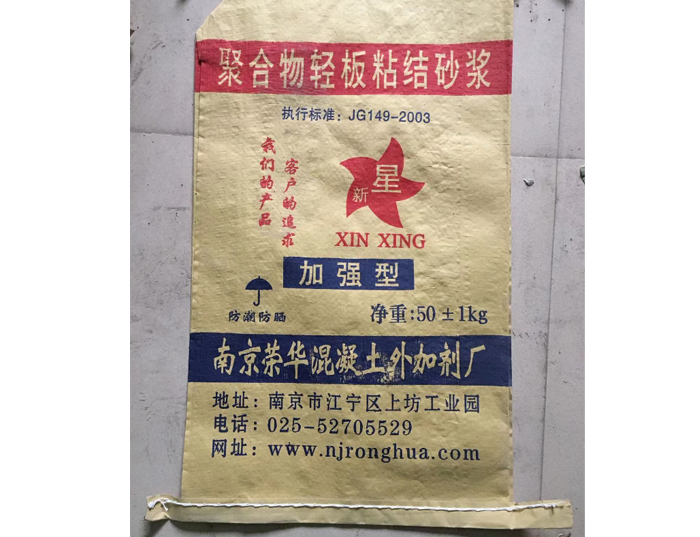 聚合物轻板粘结砂浆
执行标准：JG149-2003
我们的产品
客户的追求
新星
XIN XING
加强型
防潮防晒
净重:50±1kg
南京荣华混凝土外加剂厂
地址：南京市江宁区上坊工业园
电话：025-52705529
网址：www.njronghua.com